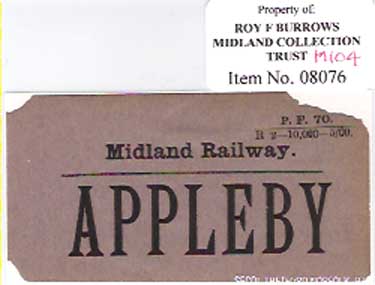 Property of:
ROY F BURROWS
MIDLAND COLLECTION
TRUST M104
Item No. 08076
P. F. 70.
R 2—10,000—5/00.
Midland Railway.
APPLEBY